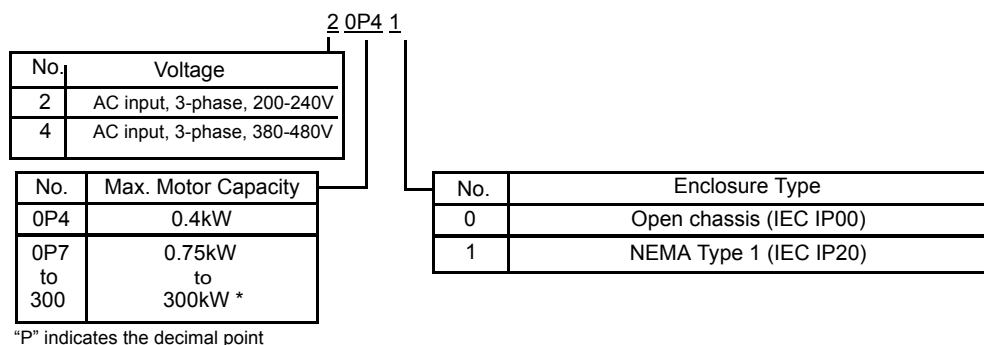 2 0P4 1
No. Voltage
2 AC input, 3-phase, 200-240V
4 AC input, 3-phase, 380-480V
No. Max. Motor Capacity
0P4 0.4kW
0P7 0.75kW
to to
300 300kW *
"P" indicates the decimal point
No. Enclosure Type
0 Open chassis (IEC IP00)
1 NEMA Type 1 (IEC IP20)